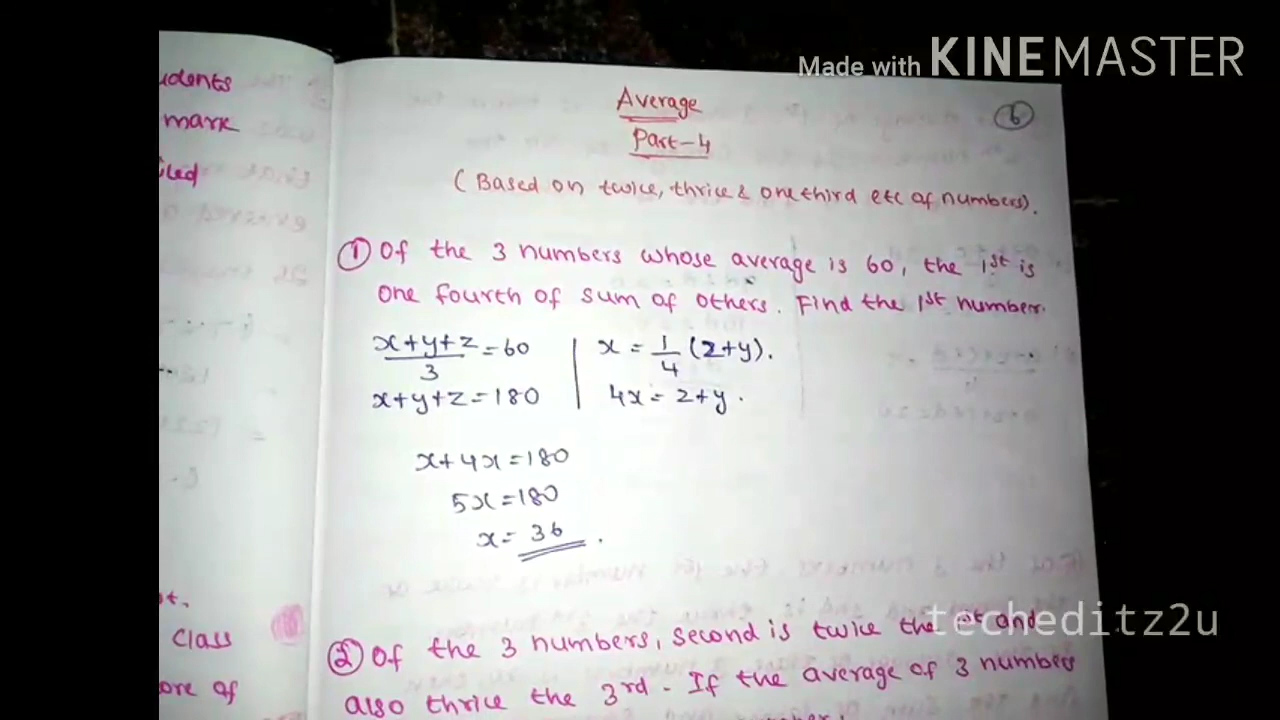 Made with KINEMASTER
udents
mark
Average
6
Part-4
(Based on twice, thrice & one third etc of numbers).
① Of the 3 numbers whose average is 60, the 1st is
one fourth of sum of others. Find the 1st number.
x+y+z/3 = 60
x = 1/4 (z+y).
x+y+z = 180
4x = z+y.
x+4x = 180
5x = 180
x = 36.
class
ore of
techeditz2u
② Of the 3 numbers, second is twice the 1st and
also thrice the 3rd. If the average of 3 numbers